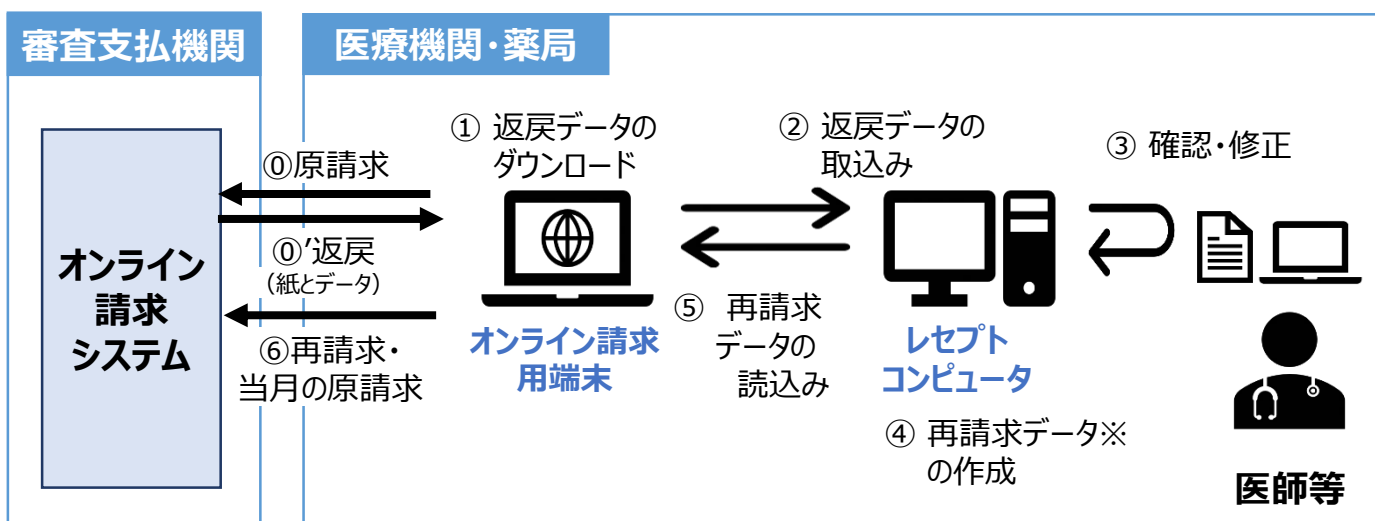 審査支払機関
医療機関・薬局
オンライン
請求
システム
⓪原請求
⓪’返戻
（紙とデータ）
⑥再請求・
当月の原請求
① 返戻データの
ダウンロード
オンライン請求
用端末
② 返戻データの
取込み
⑤ 再請求
データの
読込み
レセプト
コンピュータ
④ 再請求データ※
の作成
③ 確認・修正
医師等